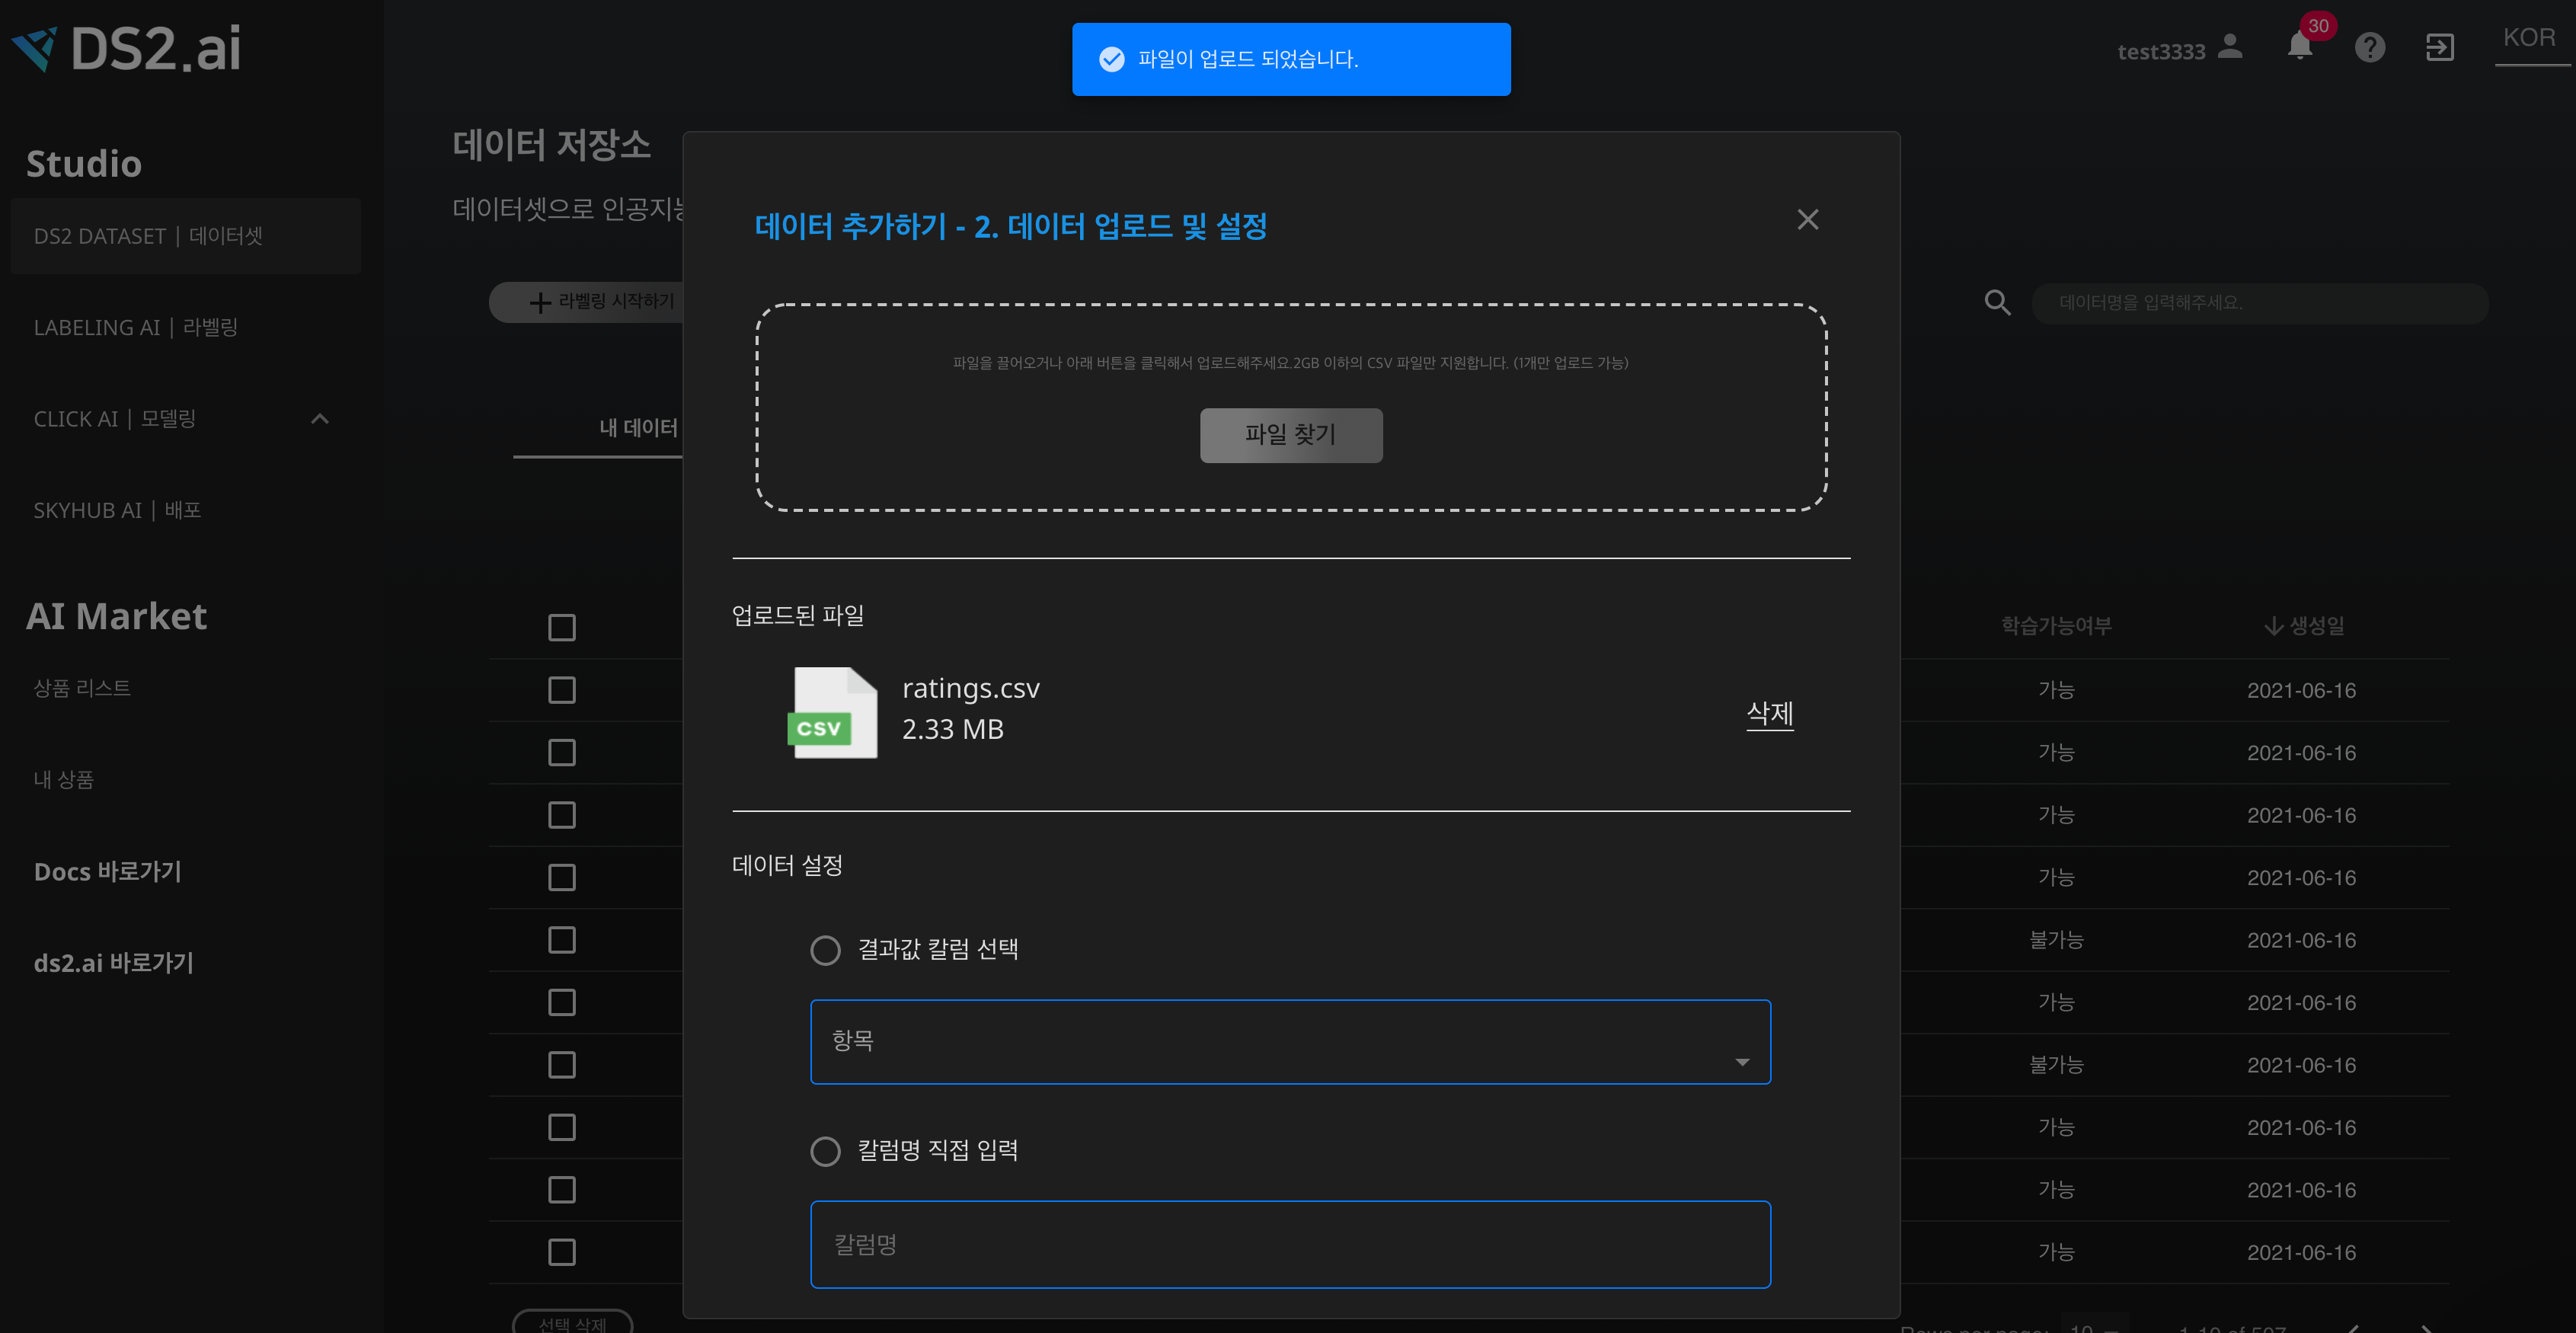 DS2.ai
파일이 업로드 되었습니다.
test3333
30
KOR
Studio
DS2 DATASET | 데이터셋
LABELING AI | 라벨링
CLICK AI | 모델링
SKYHUB AI | 배포
AI Market
상품 리스트
내 상품
Docs 바로가기
ds2.ai 바로가기
데이터 저장소
데이터셋으로 인공지능
라벨링 시작하기
데이터명을 입력해주세요.
내 데이터
데이터 추가하기 - 2. 데이터 업로드 및 설정
파일을 끌어오거나 아래 버튼을 클릭해서 업로드해주세요.2GB 이하의 CSV 파일만 지원합니다. (1개만 업로드 가능)
파일 찾기
업로드된 파일
CSV
ratings.csv
2.33 MB
삭제
데이터 설정
결과값 칼럼 선택
항목
칼럼명 직접 입력
칼럼명
학습가능여부 생성일
가능 2021-06-16
가능 2021-06-16
가능 2021-06-16
가능 2021-06-16
불가능 2021-06-16
가능 2021-06-16
불가능 2021-06-16
가능 2021-06-16
가능 2021-06-16
가능 2021-06-16
선택 삭제
Rows per page: 10 1-10 of 507